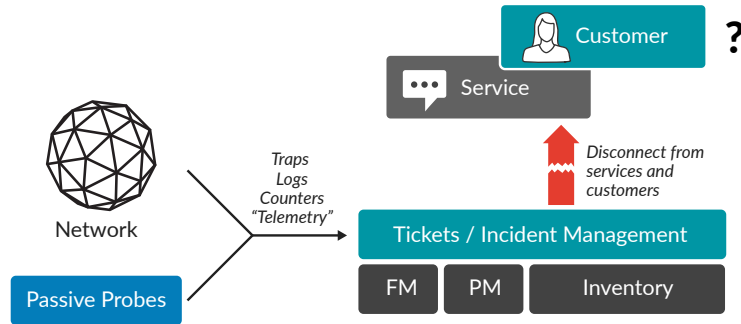 Customer
?
Service
Traps
Logs
Counters
“Telemetry”
Disconnect from
services and
customers
Network
Tickets / Incident Management
Passive Probes
FM
PM
Inventory